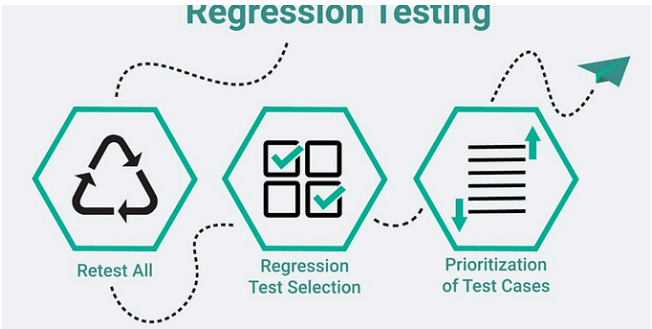 Regression Testing
Retest All
Regression
Test Selection
Prioritization
of Test Cases